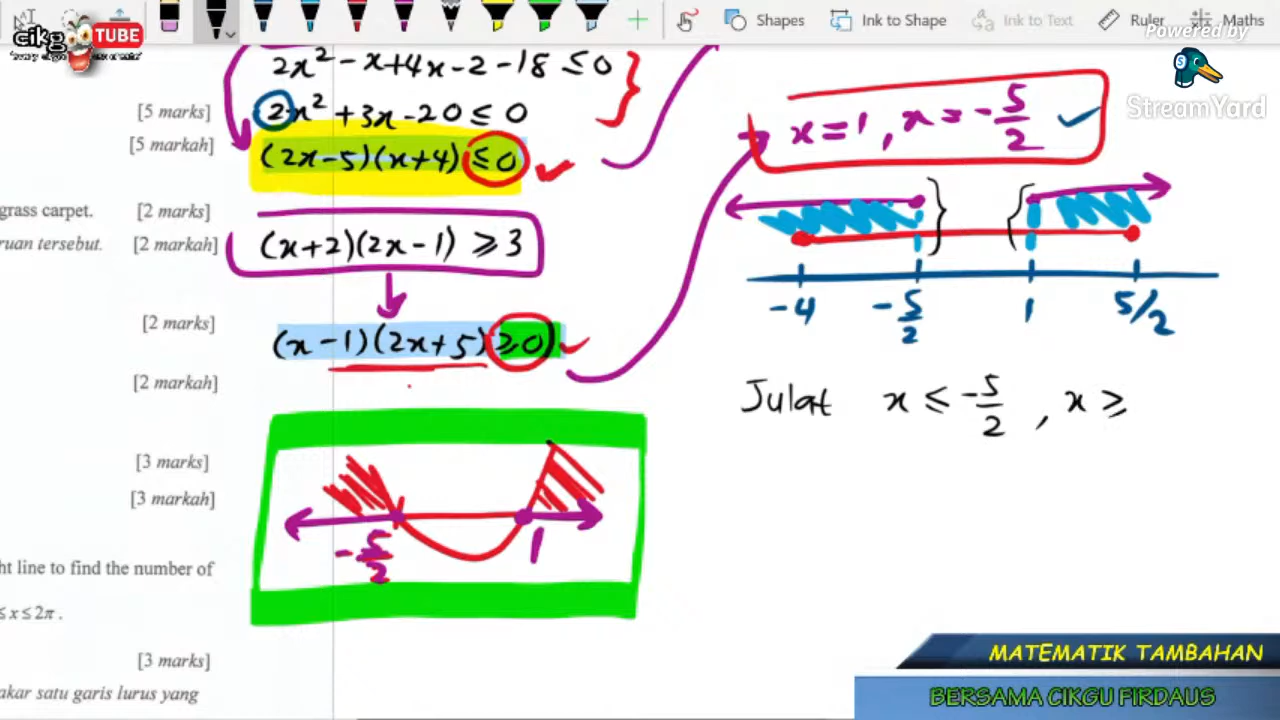 Shapes Ink to Shape Ink to Text Ruler Maths
Powered by
StreamYard
cikgu TUBE
2x² - x + 4x - 2 - 18 ≤ 0
[5 marks]
2x² + 3x - 20 ≤ 0
[5 markah]
(2x - 5)(x + 4) ≤ 0
grass carpet. [2 marks]
ruan tersebut. [2 markah]
(x + 2)(2x - 1) ≥ 3
[2 marks]
(x - 1)(2x + 5) ≥ 0)
[2 markah]
[3 marks]
[3 markah]
-5/2 1
ht line to find the number of
≤ x ≤ 2π .
[3 marks]
akar satu garis lurus yang
x = 1, x = -5/2
-4 -5/2 1 5/2
Julat x ≤ -5/2 , x ≥
MATEMATIK TAMBAHAN
BERSAMA CIKGU FIRDAUS